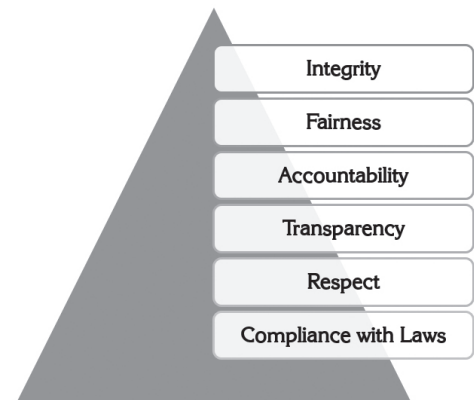 Integrity
Fairness
Accountability
Transparency
Respect
Compliance with Laws